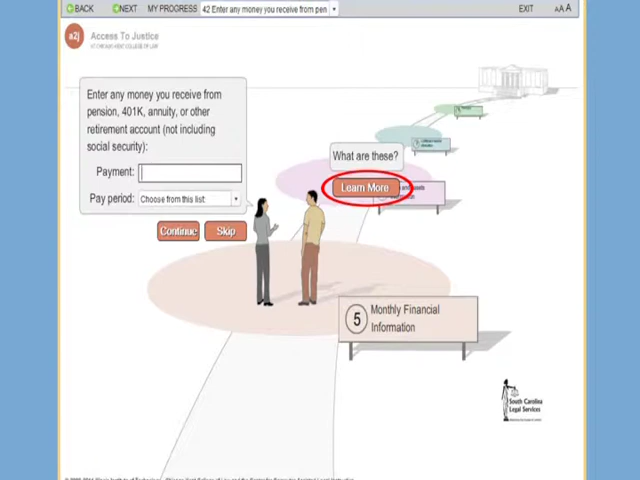 BACK NEXT MY PROGRESS 42 Enter any money you receive from pen EXIT AA A
a2j Access To Justice
Enter any money you receive from
pension, 401K, annuity, or other
retirement account (not including
social security):
Payment:
Pay period: Choose from this list:
Continue Skip
What are these?
Learn More
5 Monthly Financial
Information
South Carolina
Legal Services